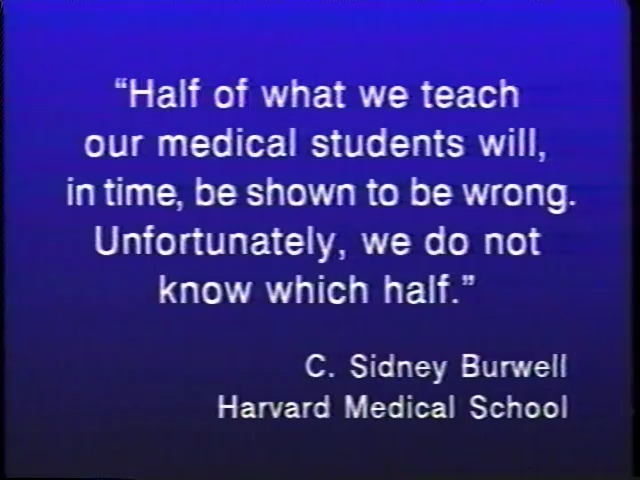 “Half of what we teach
our medical students will,
in time, be shown to be wrong.
Unfortunately, we do not
know which half.”
C. Sidney Burwell
Harvard Medical School